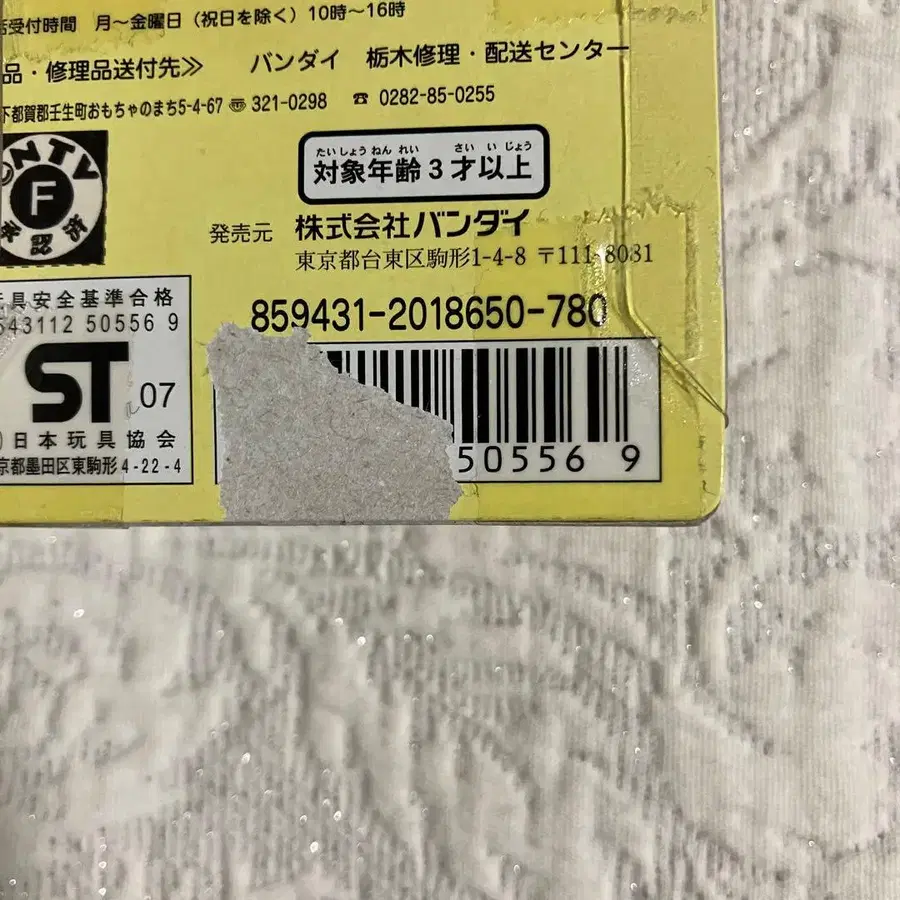 話受付時間 月～金曜日（祝日を除く）10時～16時
品・修理品送付先≫ バンダイ 栃木修理・配送センター
下都賀郡壬生町おもちゃのまち5-4-67 〠 321-0298 ☎ 0282-85-0255
NTV
F
承認済
たいしょうねんれい さいいじょう
対象年齢3才以上
発売元 株式会社バンダイ
東京都台東区駒形1-4-8 〒111-8081
859431-2018650-780
玩具安全基準合格
543112 50556 9
ST
07
)日本玩具協会
京都墨田区東駒形4-22-4
50556 9